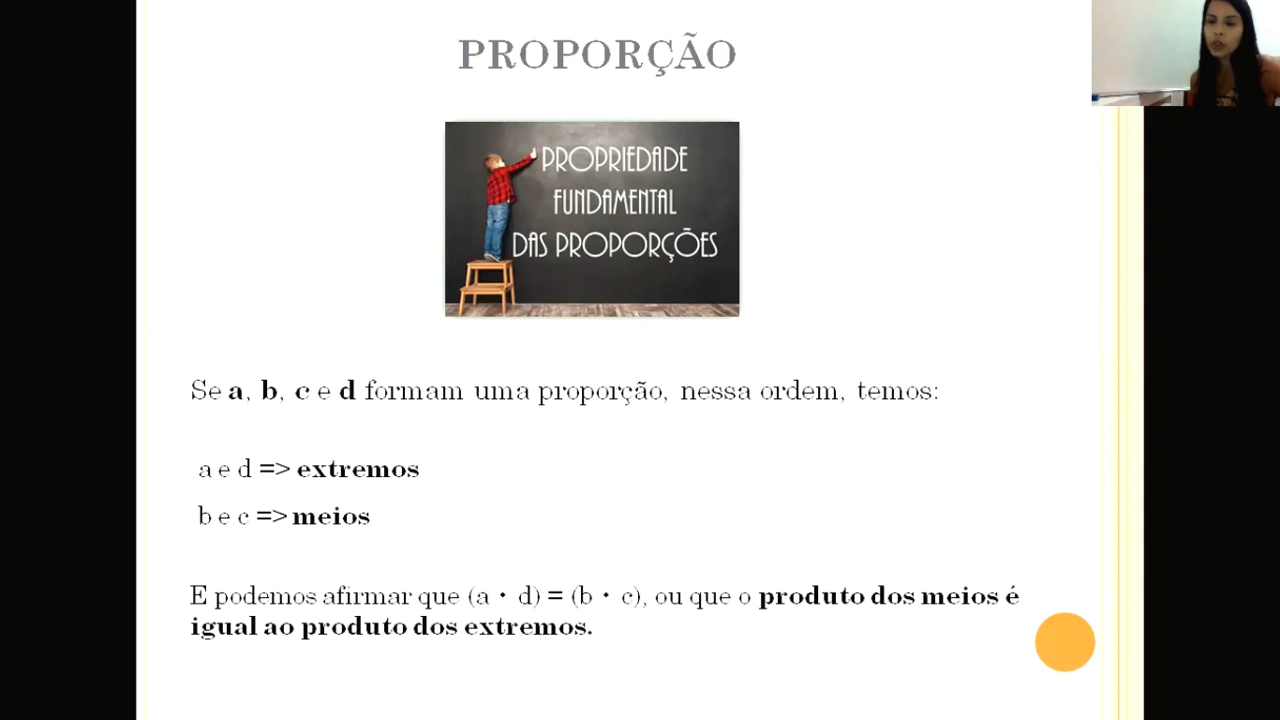 PROPORÇÃO
PROPRIEDADE
FUNDAMENTAL
DAS PROPORÇÕES
Se a, b, c e d formam uma proporção, nessa ordem, temos:
a e d => extremos
b e c => meios
E podemos afirmar que (a · d) = (b · c), ou que o produto dos meios é
igual ao produto dos extremos.